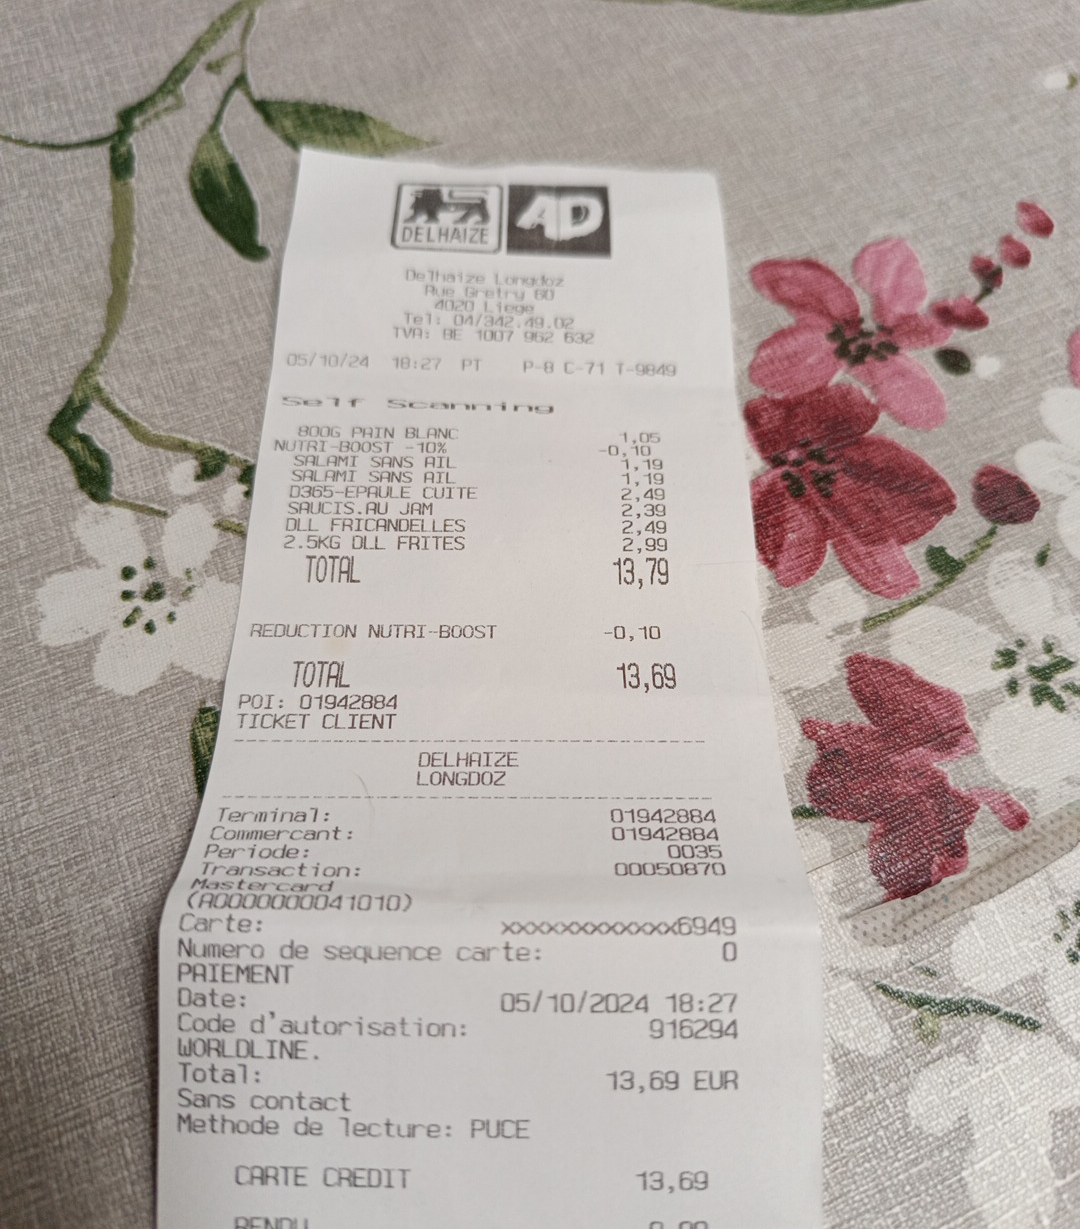 DELHAIZE AD
Delhaize Longdoz
Rue Gretry 60
4020 Liege
Tel: 04/342.49.02
TVA: BE 1007 962 632
05/10/24 18:27 PT P-8 C-71 T-9849
Self Scanning
800G PAIN BLANC 1,05
NUTRI-BOOST -10% -0,10
SALAMI SANS AIL 1,19
SALAMI SANS AIL 1,19
D365-EPAULE CUITE 2,49
SAUCIS.AU JAM 2,39
DLL FRICANDELLES 2,49
2.5KG DLL FRITES 2,99
TOTAL 13,79
REDUCTION NUTRI-BOOST -0,10
TOTAL 13,69
POI: 01942884
TICKET CLIENT
DELHAIZE
LONGDOZ
Terminal: 01942884
Commercant: 01942884
Periode: 0035
Transaction: 00050870
Mastercard
(A0000000041010)
Carte: xxxxxxxxxxxx6949
Numero de sequence carte: 0
PAIEMENT
Date: 05/10/2024 18:27
Code d'autorisation: 916294
WORLDLINE.
Total: 13,69 EUR
Sans contact
Methode de lecture: PUCE
CARTE CREDIT 13,69
RENDU 0,00